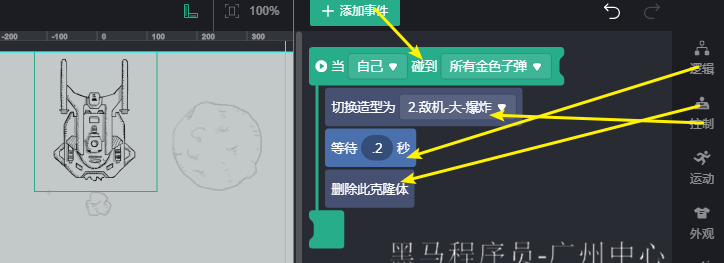 100%
+ 添加事件
-200 -100 0 100 200 300
当 自己 碰到 所有金色子弹
切换造型为 2.敌机-大-爆炸
等待 .2 秒
删除此克隆体
逻辑
控制
运动
外观
黑马程序员-广州中心